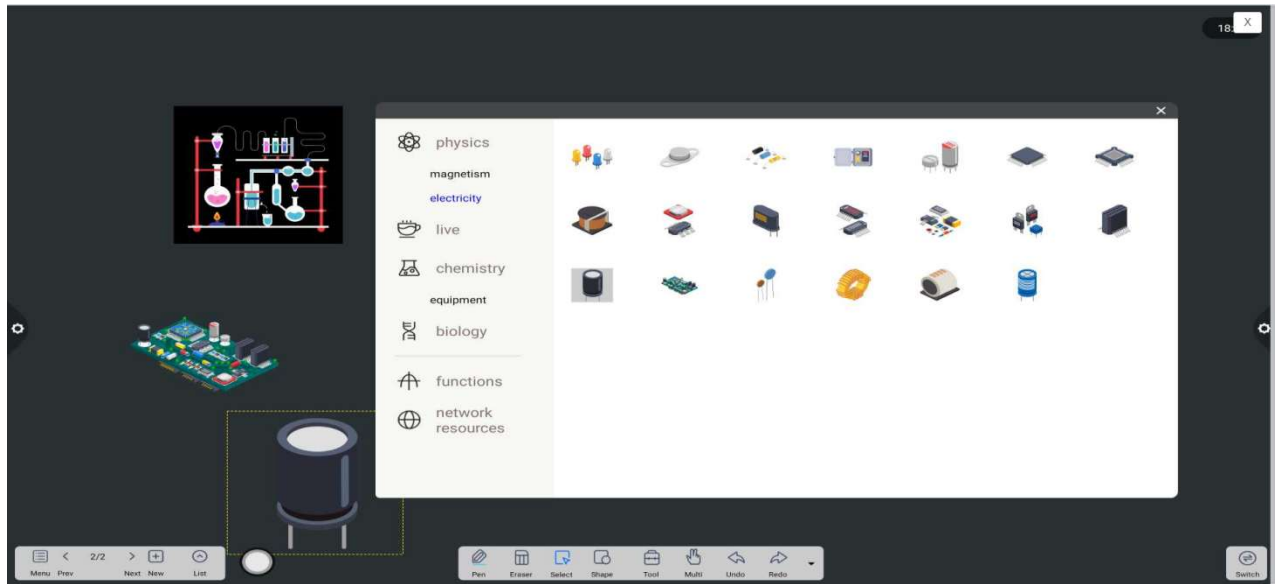 18:
X
physics
magnetism
electricity
live
chemistry
equipment
biology
functions
network
resources
2/2
Menu Prev Next New List
Pen Eraser Select Shape Tool Multi Undo Redo
Switch